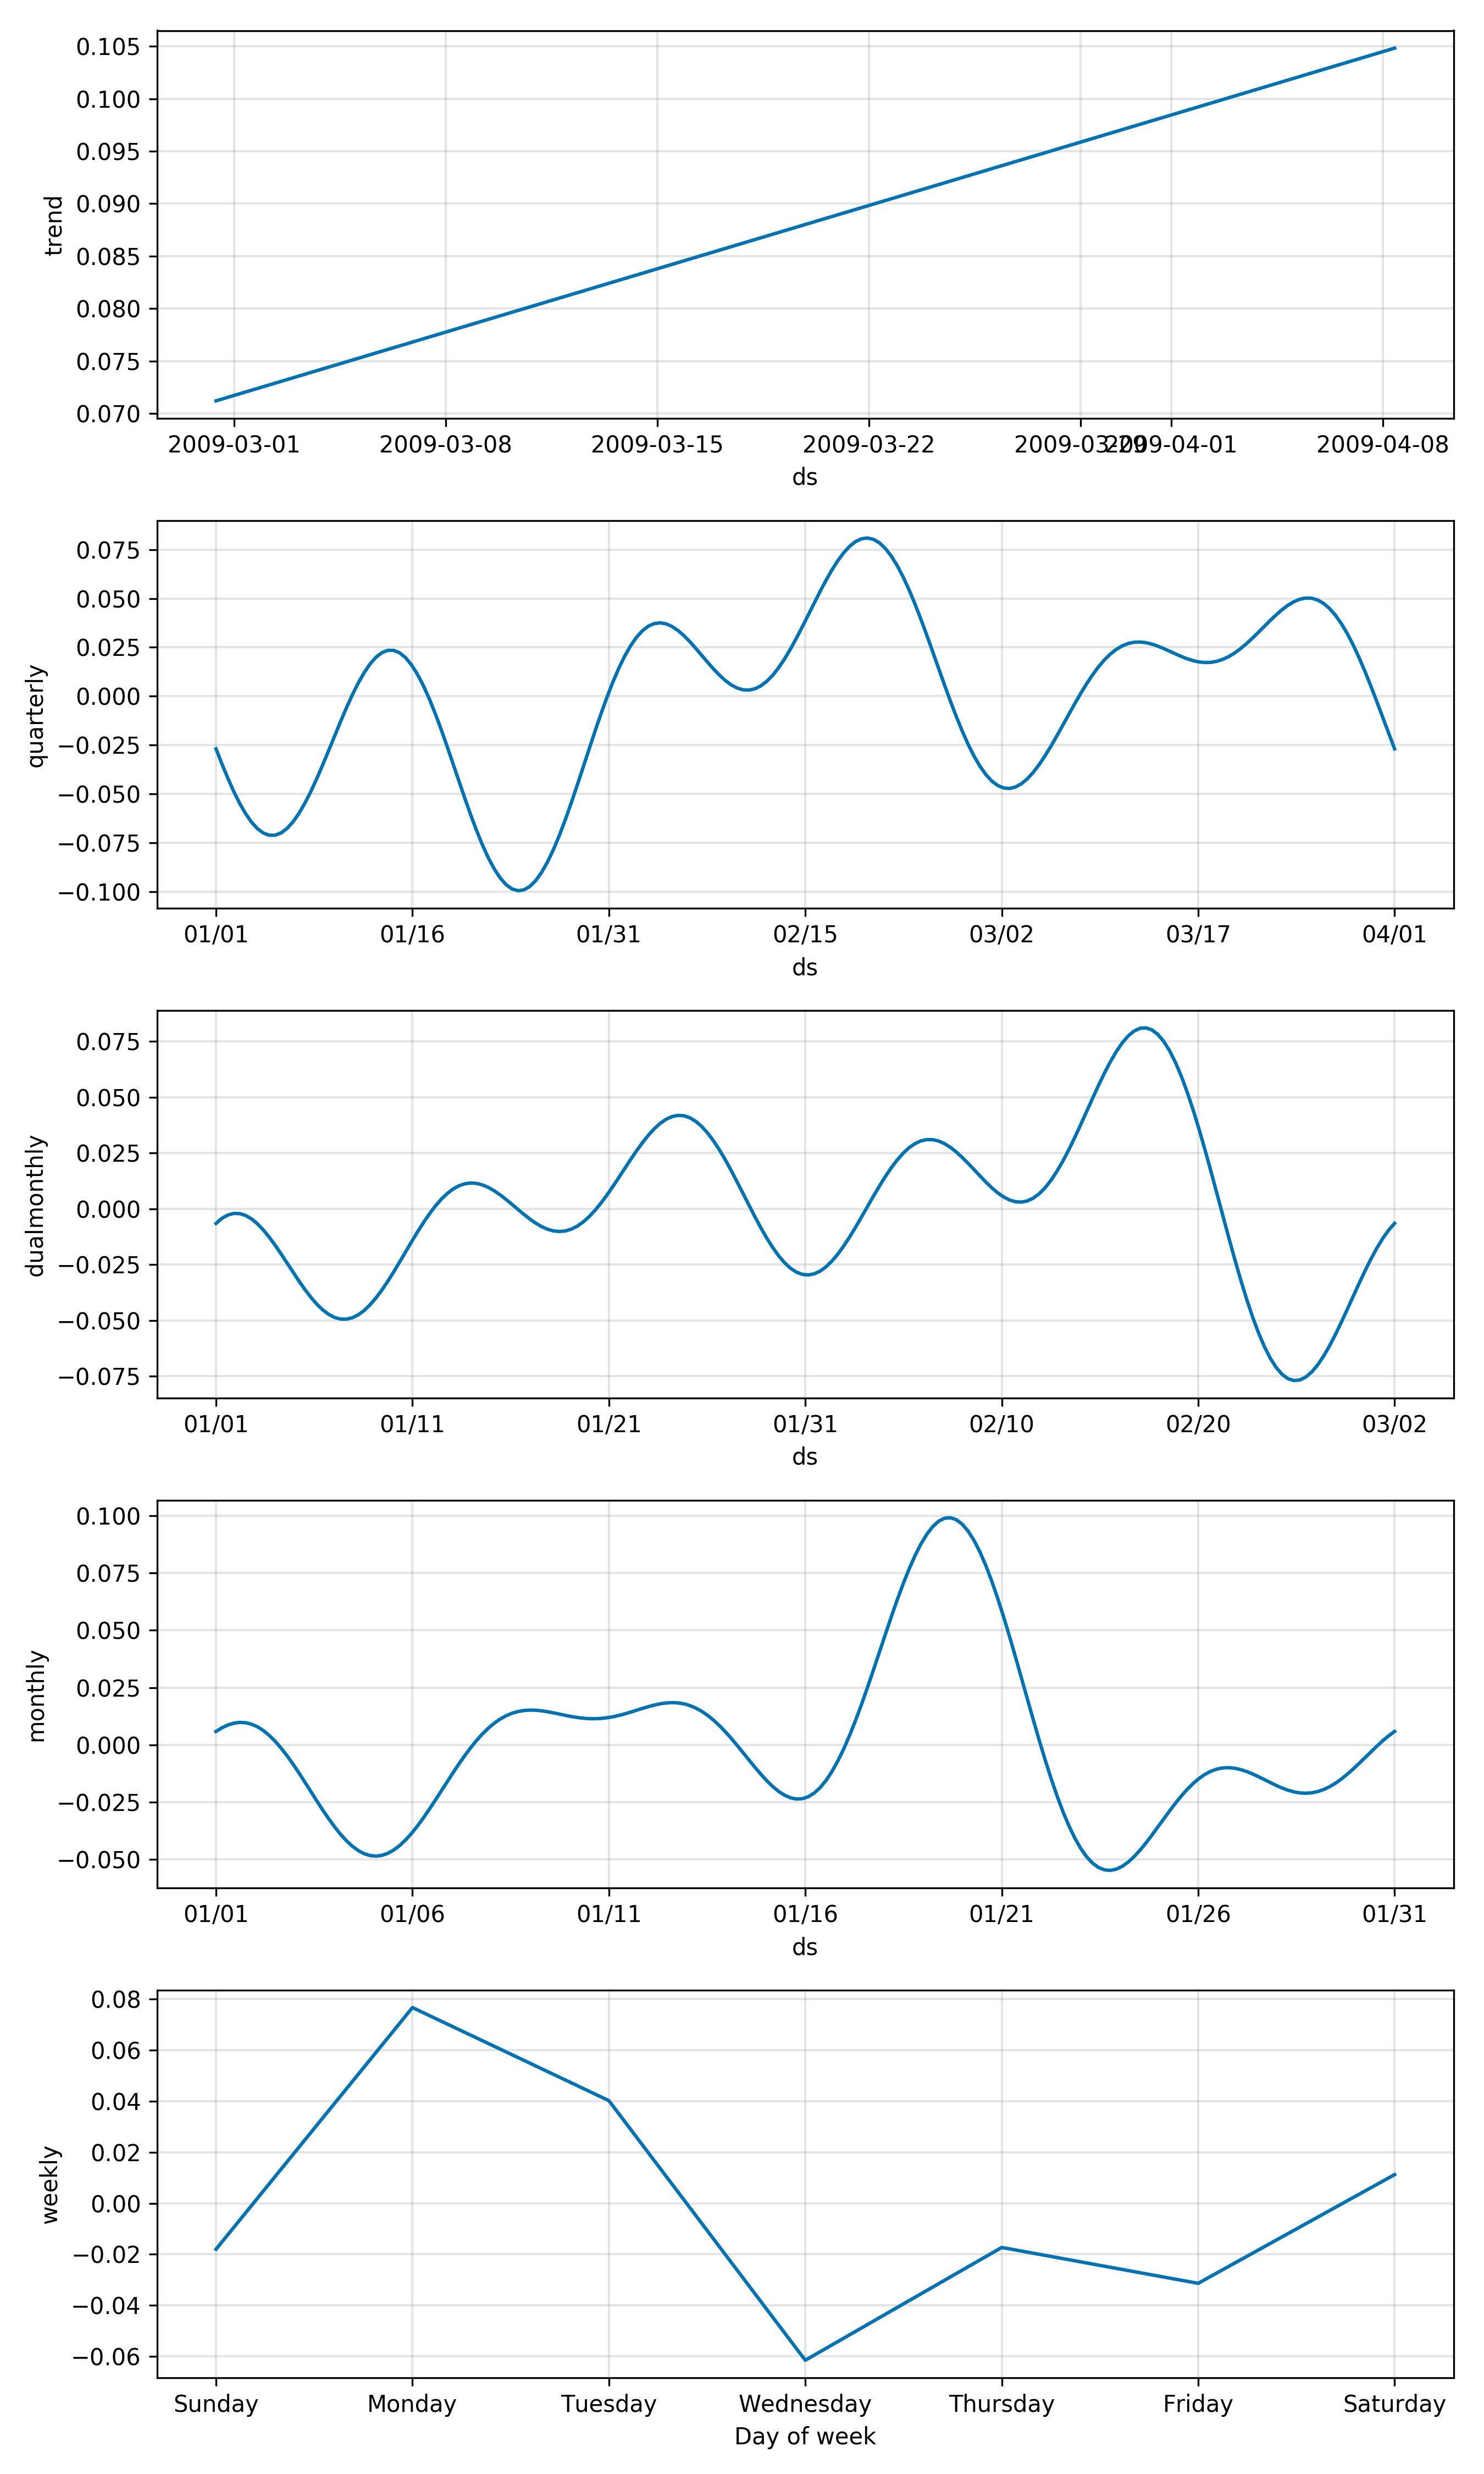 0.105
0.100
0.095
0.090
0.085
0.080
0.075
0.070
trend
2009-03-01 2009-03-08 2009-03-15 2009-03-22 2009-03-29 2009-04-01 2009-04-08
ds
0.075
0.050
0.025
0.000
−0.025
−0.050
−0.075
−0.100
quarterly
01/01 01/16 01/31 02/15 03/02 03/17 04/01
ds
0.075
0.050
0.025
0.000
−0.025
−0.050
−0.075
dualmonthly
01/01 01/11 01/21 01/31 02/10 02/20 03/02
ds
0.100
0.075
0.050
0.025
0.000
−0.025
−0.050
monthly
01/01 01/06 01/11 01/16 01/21 01/26 01/31
ds
0.08
0.06
0.04
0.02
0.00
−0.02
−0.04
−0.06
weekly
Sunday Monday Tuesday Wednesday Thursday Friday Saturday
Day of week